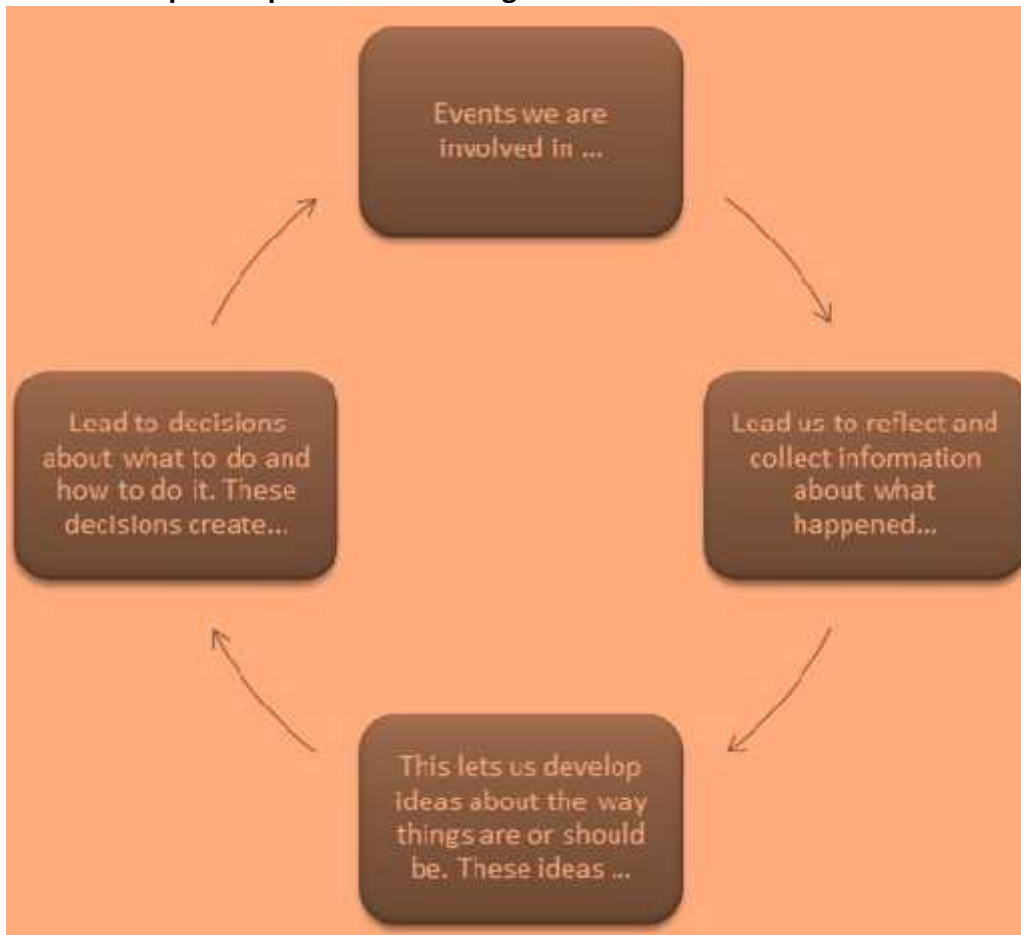 Events we are
involved in ...
Lead us to reflect and
collect information
about what
happened...
This lets us develop
ideas about the way
things are or should
be. These ideas ...
Lead to decisions
about what to do and
how to do it. These
decisions create...